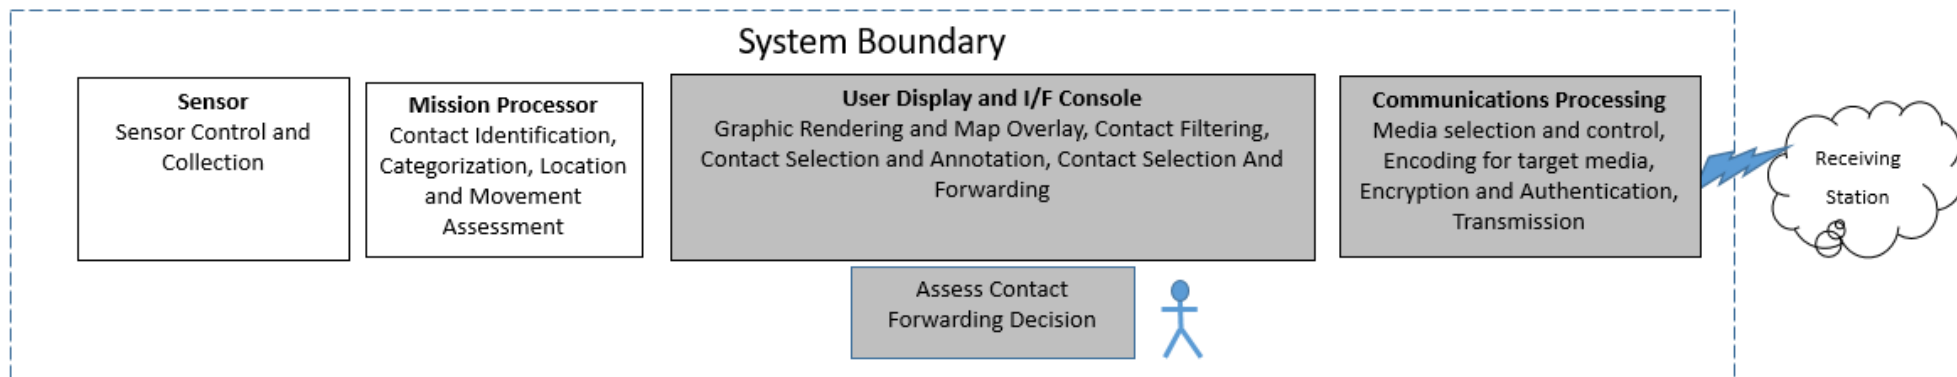 System Boundary
Sensor
Sensor Control and
Collection
Mission Processor
Contact Identification,
Categorization, Location
and Movement
Assessment
User Display and I/F Console
Graphic Rendering and Map Overlay, Contact Filtering,
Contact Selection and Annotation, Contact Selection And
Forwarding
Assess Contact
Forwarding Decision
Communications Processing
Media selection and control,
Encoding for target media,
Encryption and Authentication,
Transmission
Receiving
Station